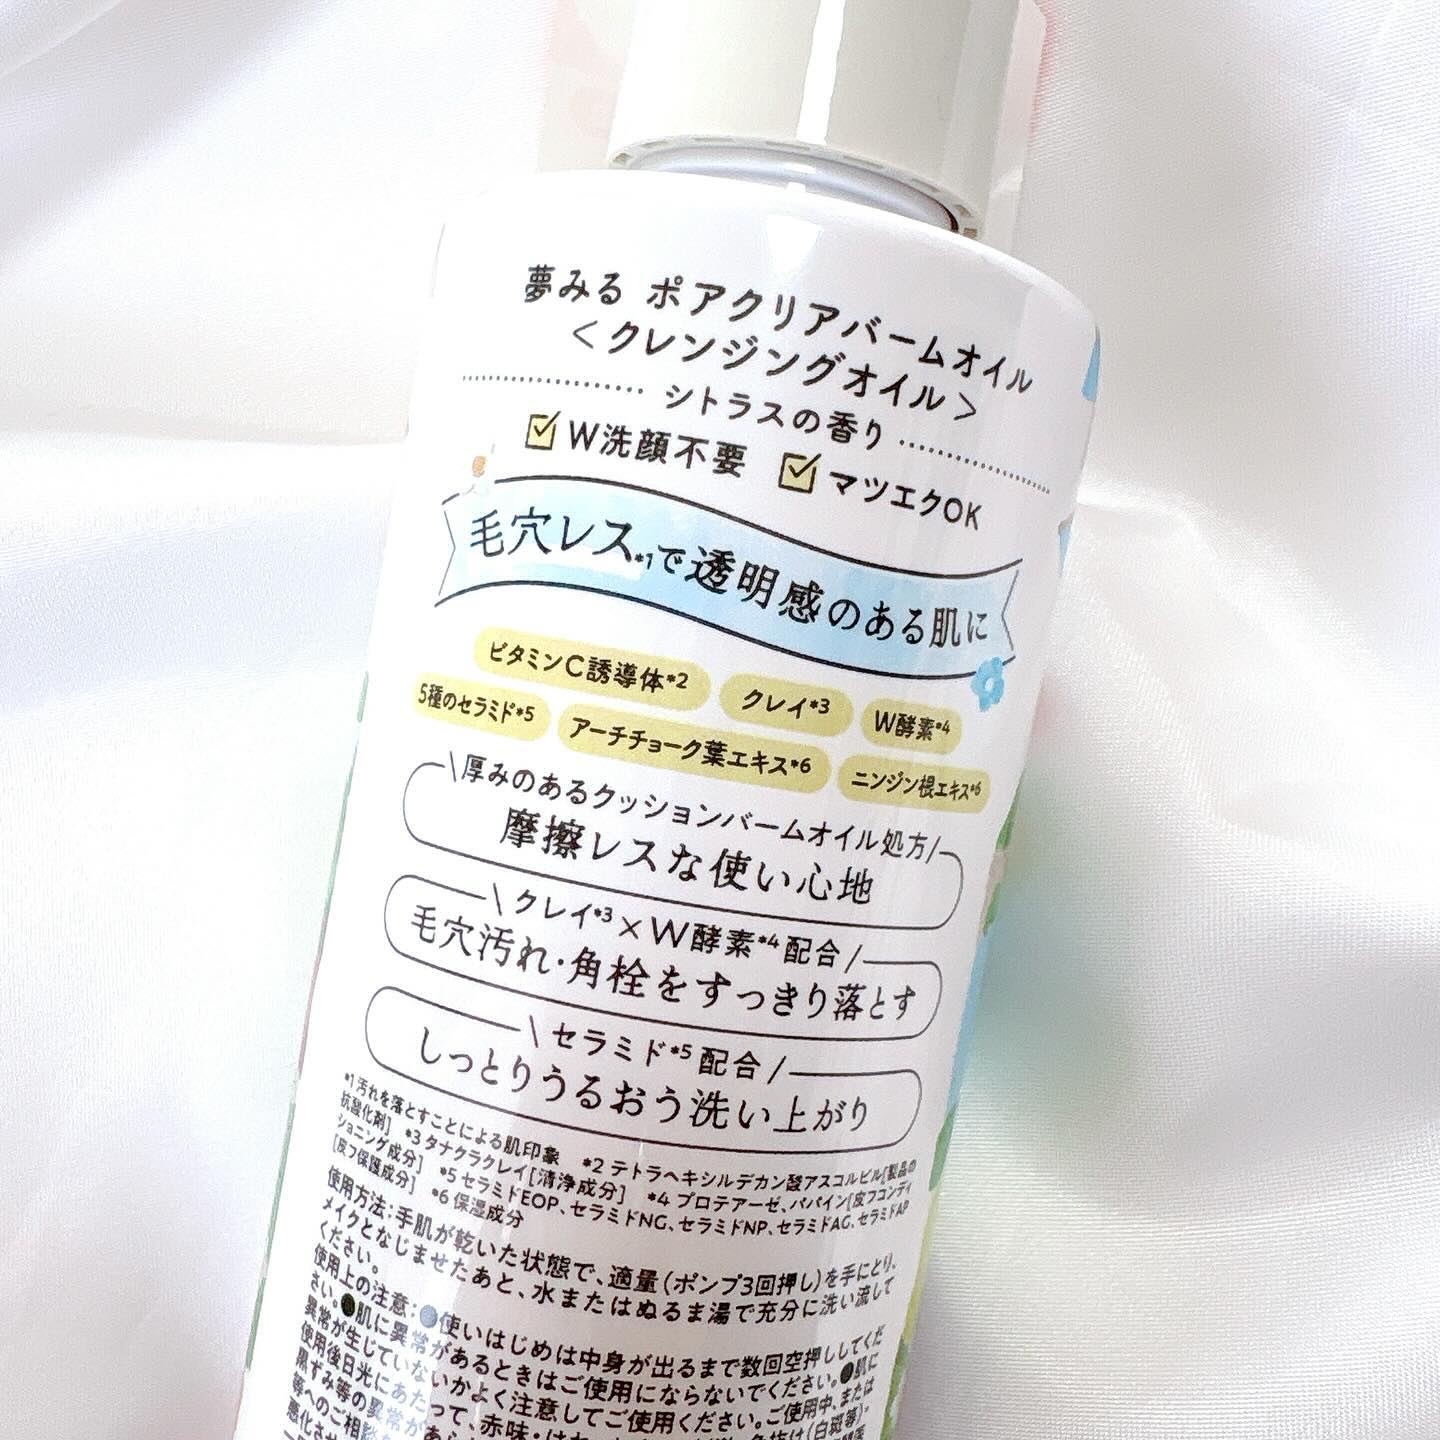 夢みる ポアクリアバームオイル
<クレンジングオイル>
シトラスの香り
W洗顔不要 マツエクOK
毛穴レス*1で透明感のある肌に
ビタミンC誘導体*2 クレイ*3 W酵素*4
5種のセラミド*5 アーチチョーク葉エキス*6 ニンジン根エキス*6
\厚みのあるクッションバームオイル処方/
摩擦レスな使い心地
\クレイ*3×W酵素*4配合/
毛穴汚れ・角栓をすっきり落とす
\セラミド*5配合/
しっとりうるおう洗い上がり
*1 汚れを落とすことによる肌印象 *2 テトラヘキシルデカン酸アスコルビル[製品の
抗酸化剤] *3 タナクラクレイ[清浄成分] *4 プロテアーゼ、パパイン[皮フコンディ
ショニング成分] *5 セラミドEOP、セラミドNG、セラミドNP、セラミドAG、セラミドAP
[皮フ保護成分] *6 保湿成分
使用方法:手肌が乾いた状態で、適量(ポンプ3回押し)を手にとり、
メイクとなじませたあと、水またはぬるま湯で充分に洗い流して
ください。
使用上の注意:●使いはじめは中身が出るまで数回空押ししてくだ
さい。●肌に異常があるときはご使用にならないでください。●肌に
異常が生じていないかよく注意してご使用ください。ご使用中、または
使用後日光にあたって、赤味・はれ・
黒ずみ等の異常が
等へのご相談
悪化させ